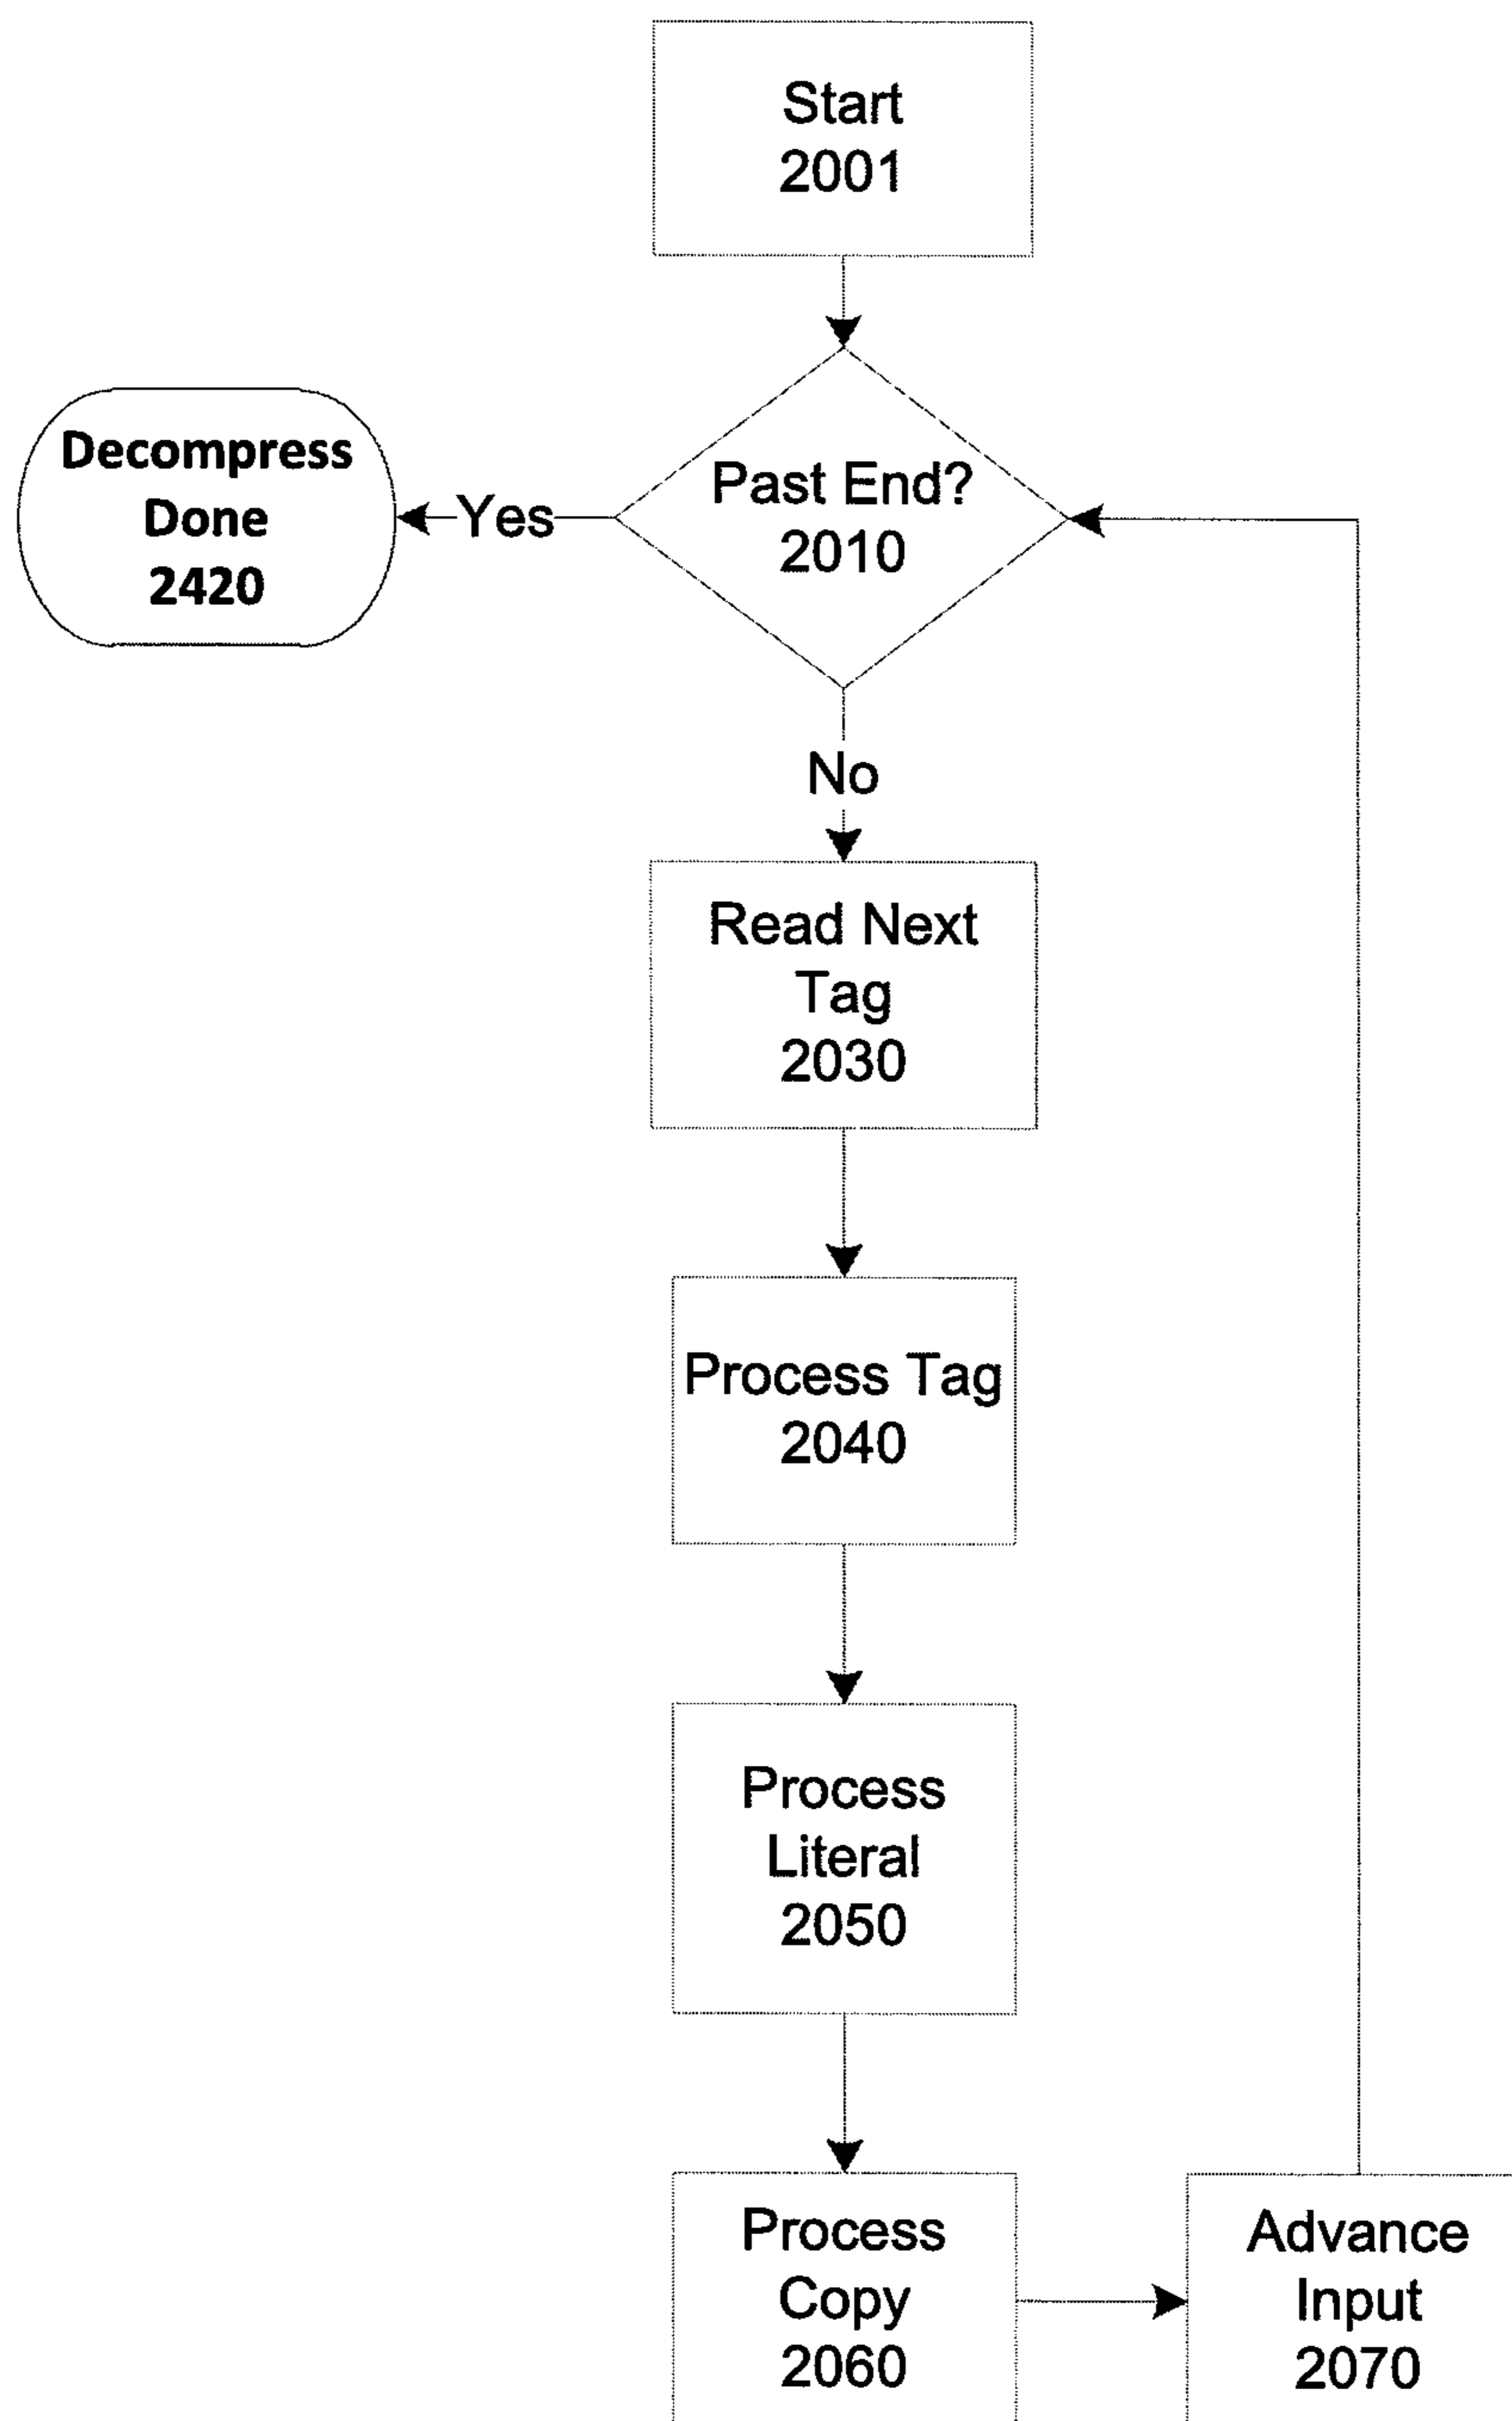 Start
2001
Decompress
Done
2420
Yes
Past End?
2010
No
Read Next
Tag
2030
Process Tag
2040
Process
Literal
2050
Process
Copy
2060
Advance
Input
2070